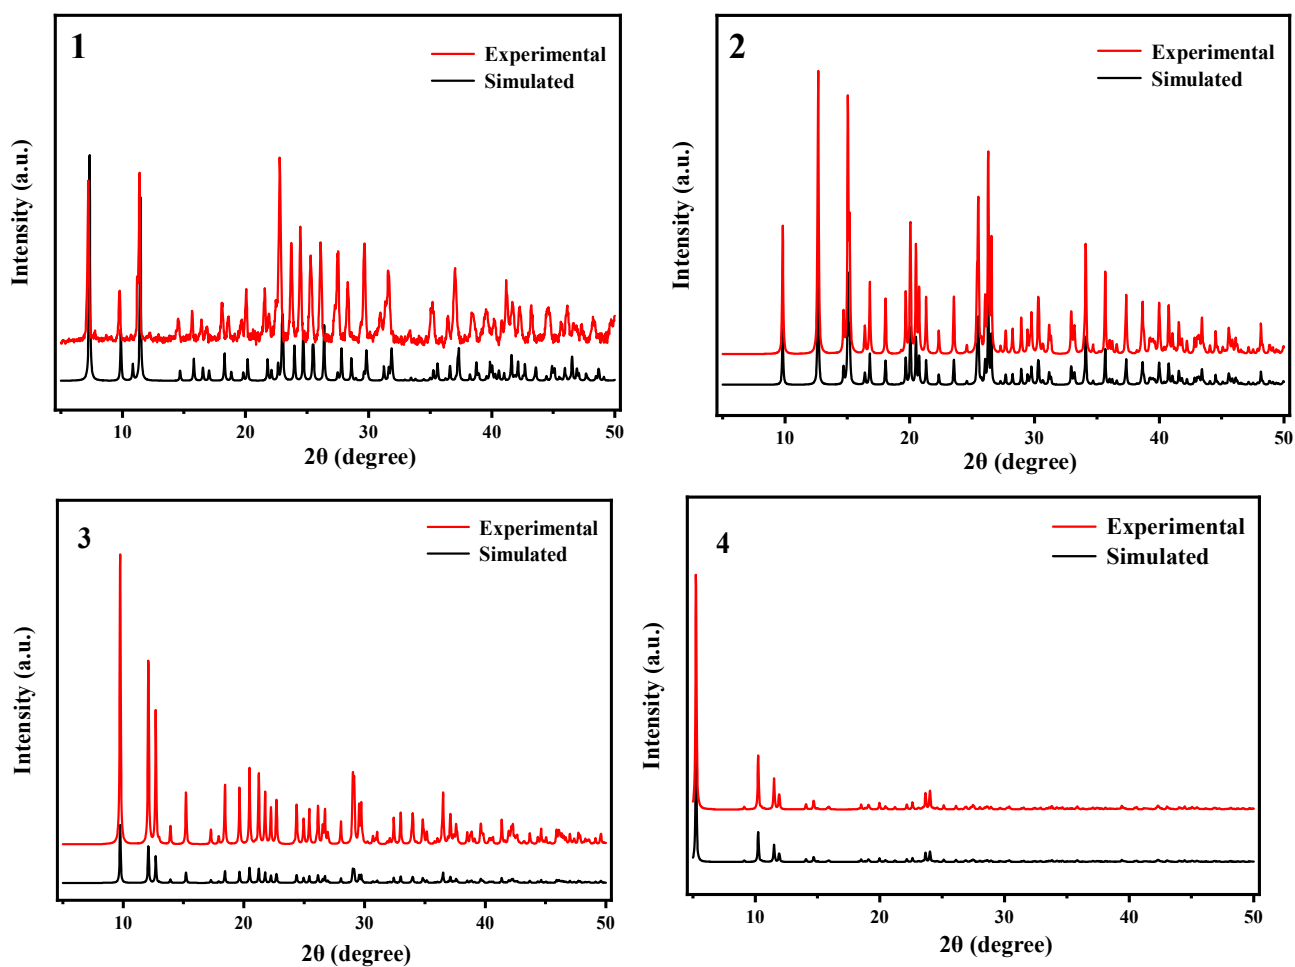 1
Experimental
Simulated
Intensity (a.u.)
10 20 30 40 50
2θ (degree)
2
Experimental
Simulated
Intensity (a.u.)
10 20 30 40 50
2θ (degree)
3
Experimental
Simulated
Intensity (a.u.)
10 20 30 40 50
2θ (degree)
4
Experimental
Simulated
Intensity (a.u.)
10 20 30 40 50
2θ (degree)